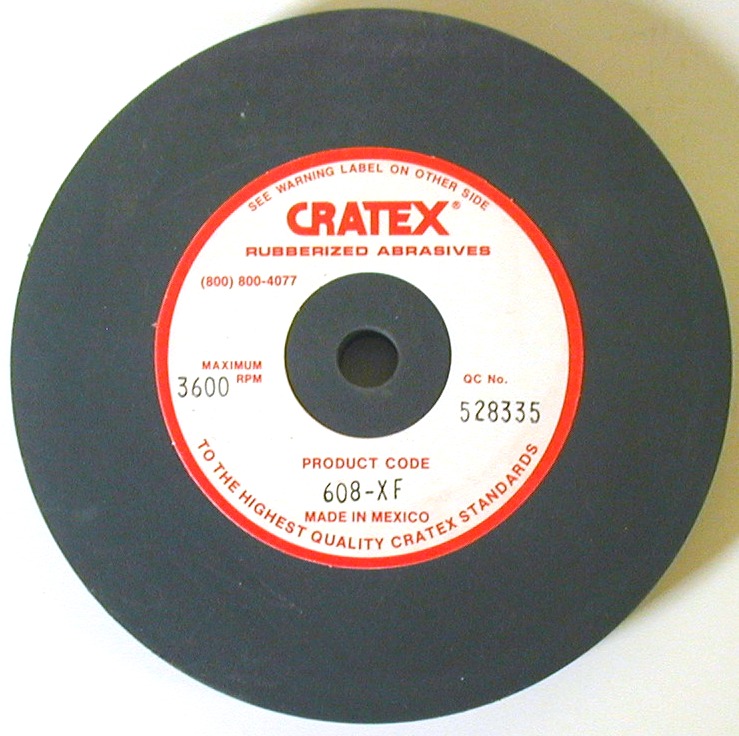 SEE WARNING LABEL ON OTHER SIDE
CRATEX®
RUBBERIZED ABRASIVES
(800) 800-4077
MAXIMUM
3600 RPM
QC No.
528335
PRODUCT CODE
608-XF
MADE IN MEXICO
TO THE HIGHEST QUALITY CRATEX STANDARDS